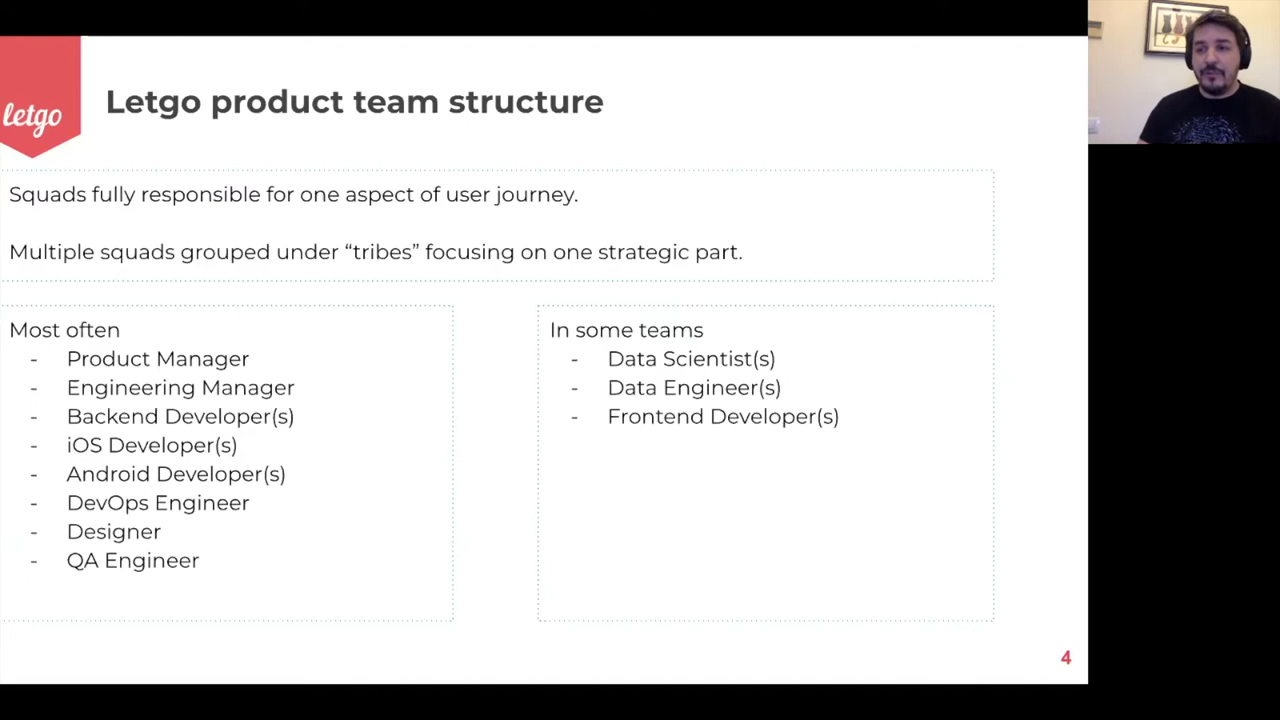 letgo
Letgo product team structure
Squads fully responsible for one aspect of user journey.
Multiple squads grouped under “tribes” focusing on one strategic part.
Most often
- Product Manager
- Engineering Manager
- Backend Developer(s)
- iOS Developer(s)
- Android Developer(s)
- DevOps Engineer
- Designer
- QA Engineer
In some teams
- Data Scientist(s)
- Data Engineer(s)
- Frontend Developer(s)
4